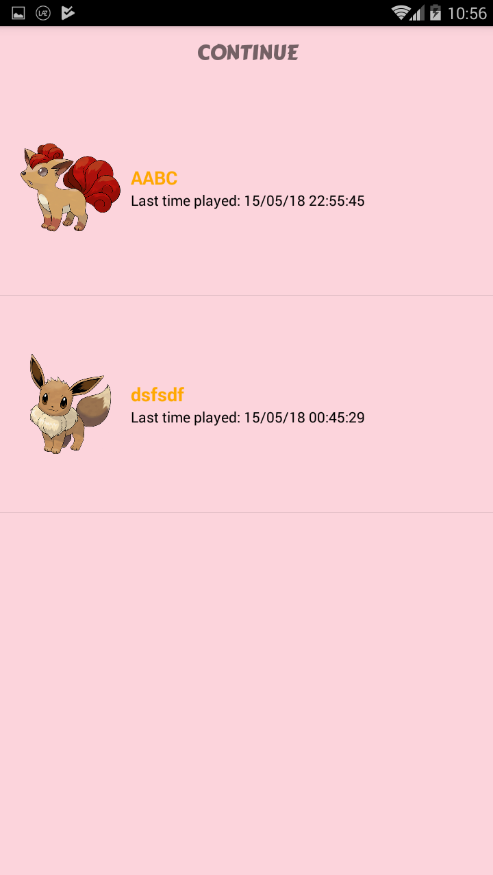 10:56
CONTINUE
AABC
Last time played: 15/05/18 22:55:45
dsfsdf
Last time played: 15/05/18 00:45:29